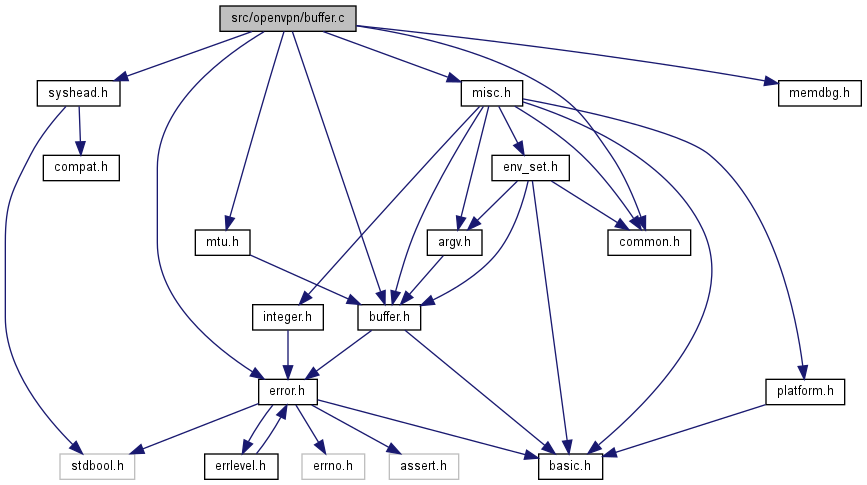 src/openvpn/buffer.c
syshead.h
misc.h
memdbg.h
compat.h
env_set.h
mtu.h
argv.h
common.h
integer.h
buffer.h
error.h
platform.h
stdbool.h
errlevel.h
errno.h
assert.h
basic.h